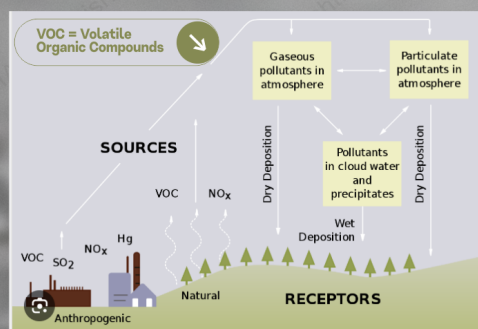 VOC = Volatile
Organic Compounds
Gaseous
pollutants in
atmosphere
Particulate
pollutants in
atmosphere
SOURCES
Dry Deposition
Pollutants
in cloud water
and
precipitates
Dry Deposition
VOC
NOx
Wet
Deposition
VOC
SO2
NOx
Hg
Natural
RECEPTORS
Anthropogenic